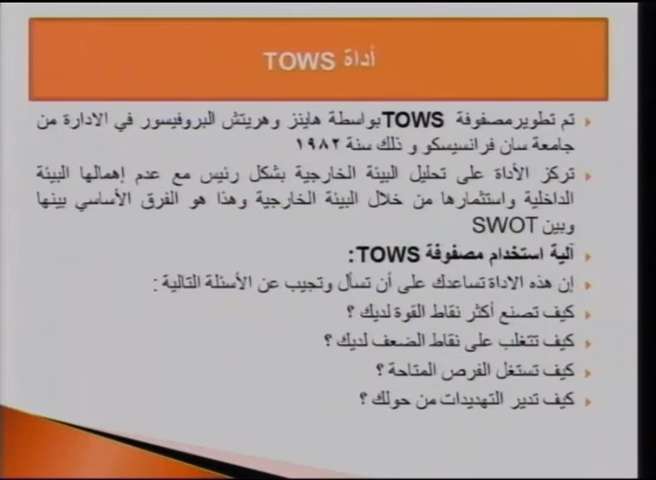 أداة TOWS
تم تطويرمصفوفة TOWSبواسطة هاينز وهريتش البروفيسور في الادارة من
جامعة سان فرانسيسكو و ذلك سنة ١٩٨٢
تركز الأداة على تحليل البيئة الخارجية بشكل رئيس مع عدم إهمالها البيئة
الداخلية واستثمارها من خلال البيئة الخارجية وهذا هو الفرق الأساسي بينها
وبين SWOT
آلية استخدام مصفوفة TOWS:
إن هذه الاداة تساعدك على أن تسأل وتجيب عن الأسئلة التالية :
كيف تصنع أكثر نقاط القوة لديك ؟
كيف تتغلب على نقاط الضعف لديك ؟
كيف تستغل الفرص المتاحة ؟
كيف تدير التهديدات من حولك ؟